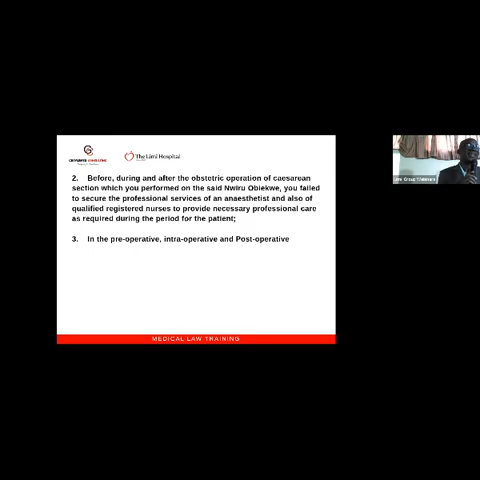 The Limi Hospital
2. Before, during and after the obstetric operation of caesarean
section which you performed on the said Nwiru Obiekwe, you failed
to secure the professional services of an anaesthetist and also of
qualified registered nurses to provide necessary professional care
as required during the period for the patient;
3. In the pre-operative, intra-operative and Post-operative
MEDICAL LAW TRAINING